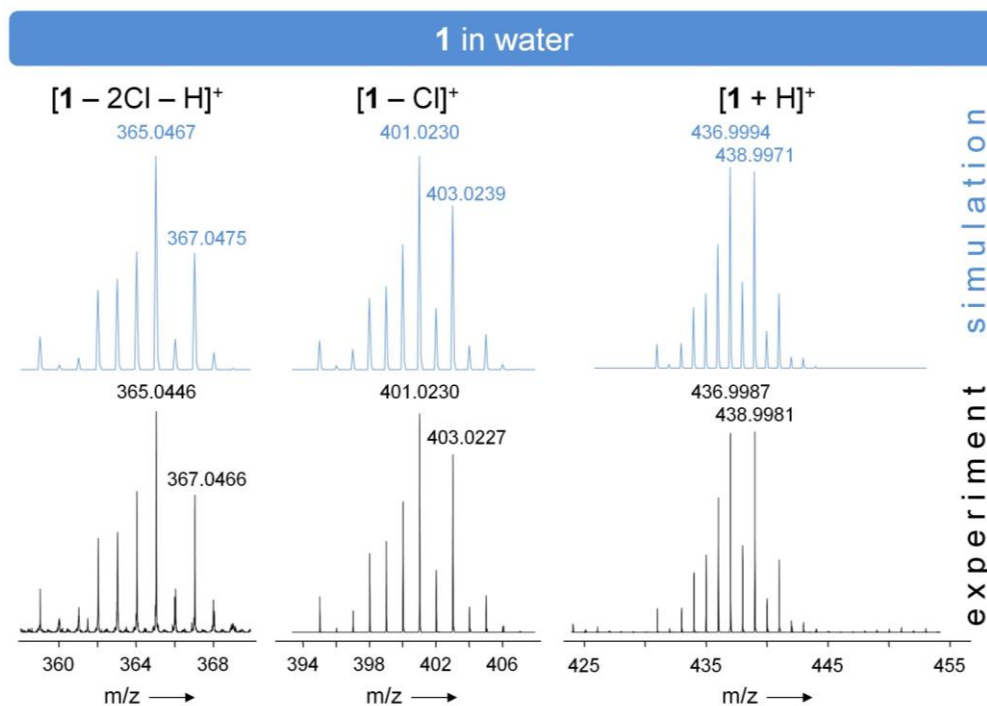 1 in water
[1 – 2Cl – H]⁺ [1 – Cl]⁺ [1 + H]⁺
365.0467 401.0230 436.9994
438.9971
403.0239
367.0475
simulation
365.0446 401.0230 436.9987
438.9981
403.0227
367.0466
experiment
360 364 368 394 398 402 406 425 435 445 455
m/z ⟶ m/z ⟶ m/z ⟶